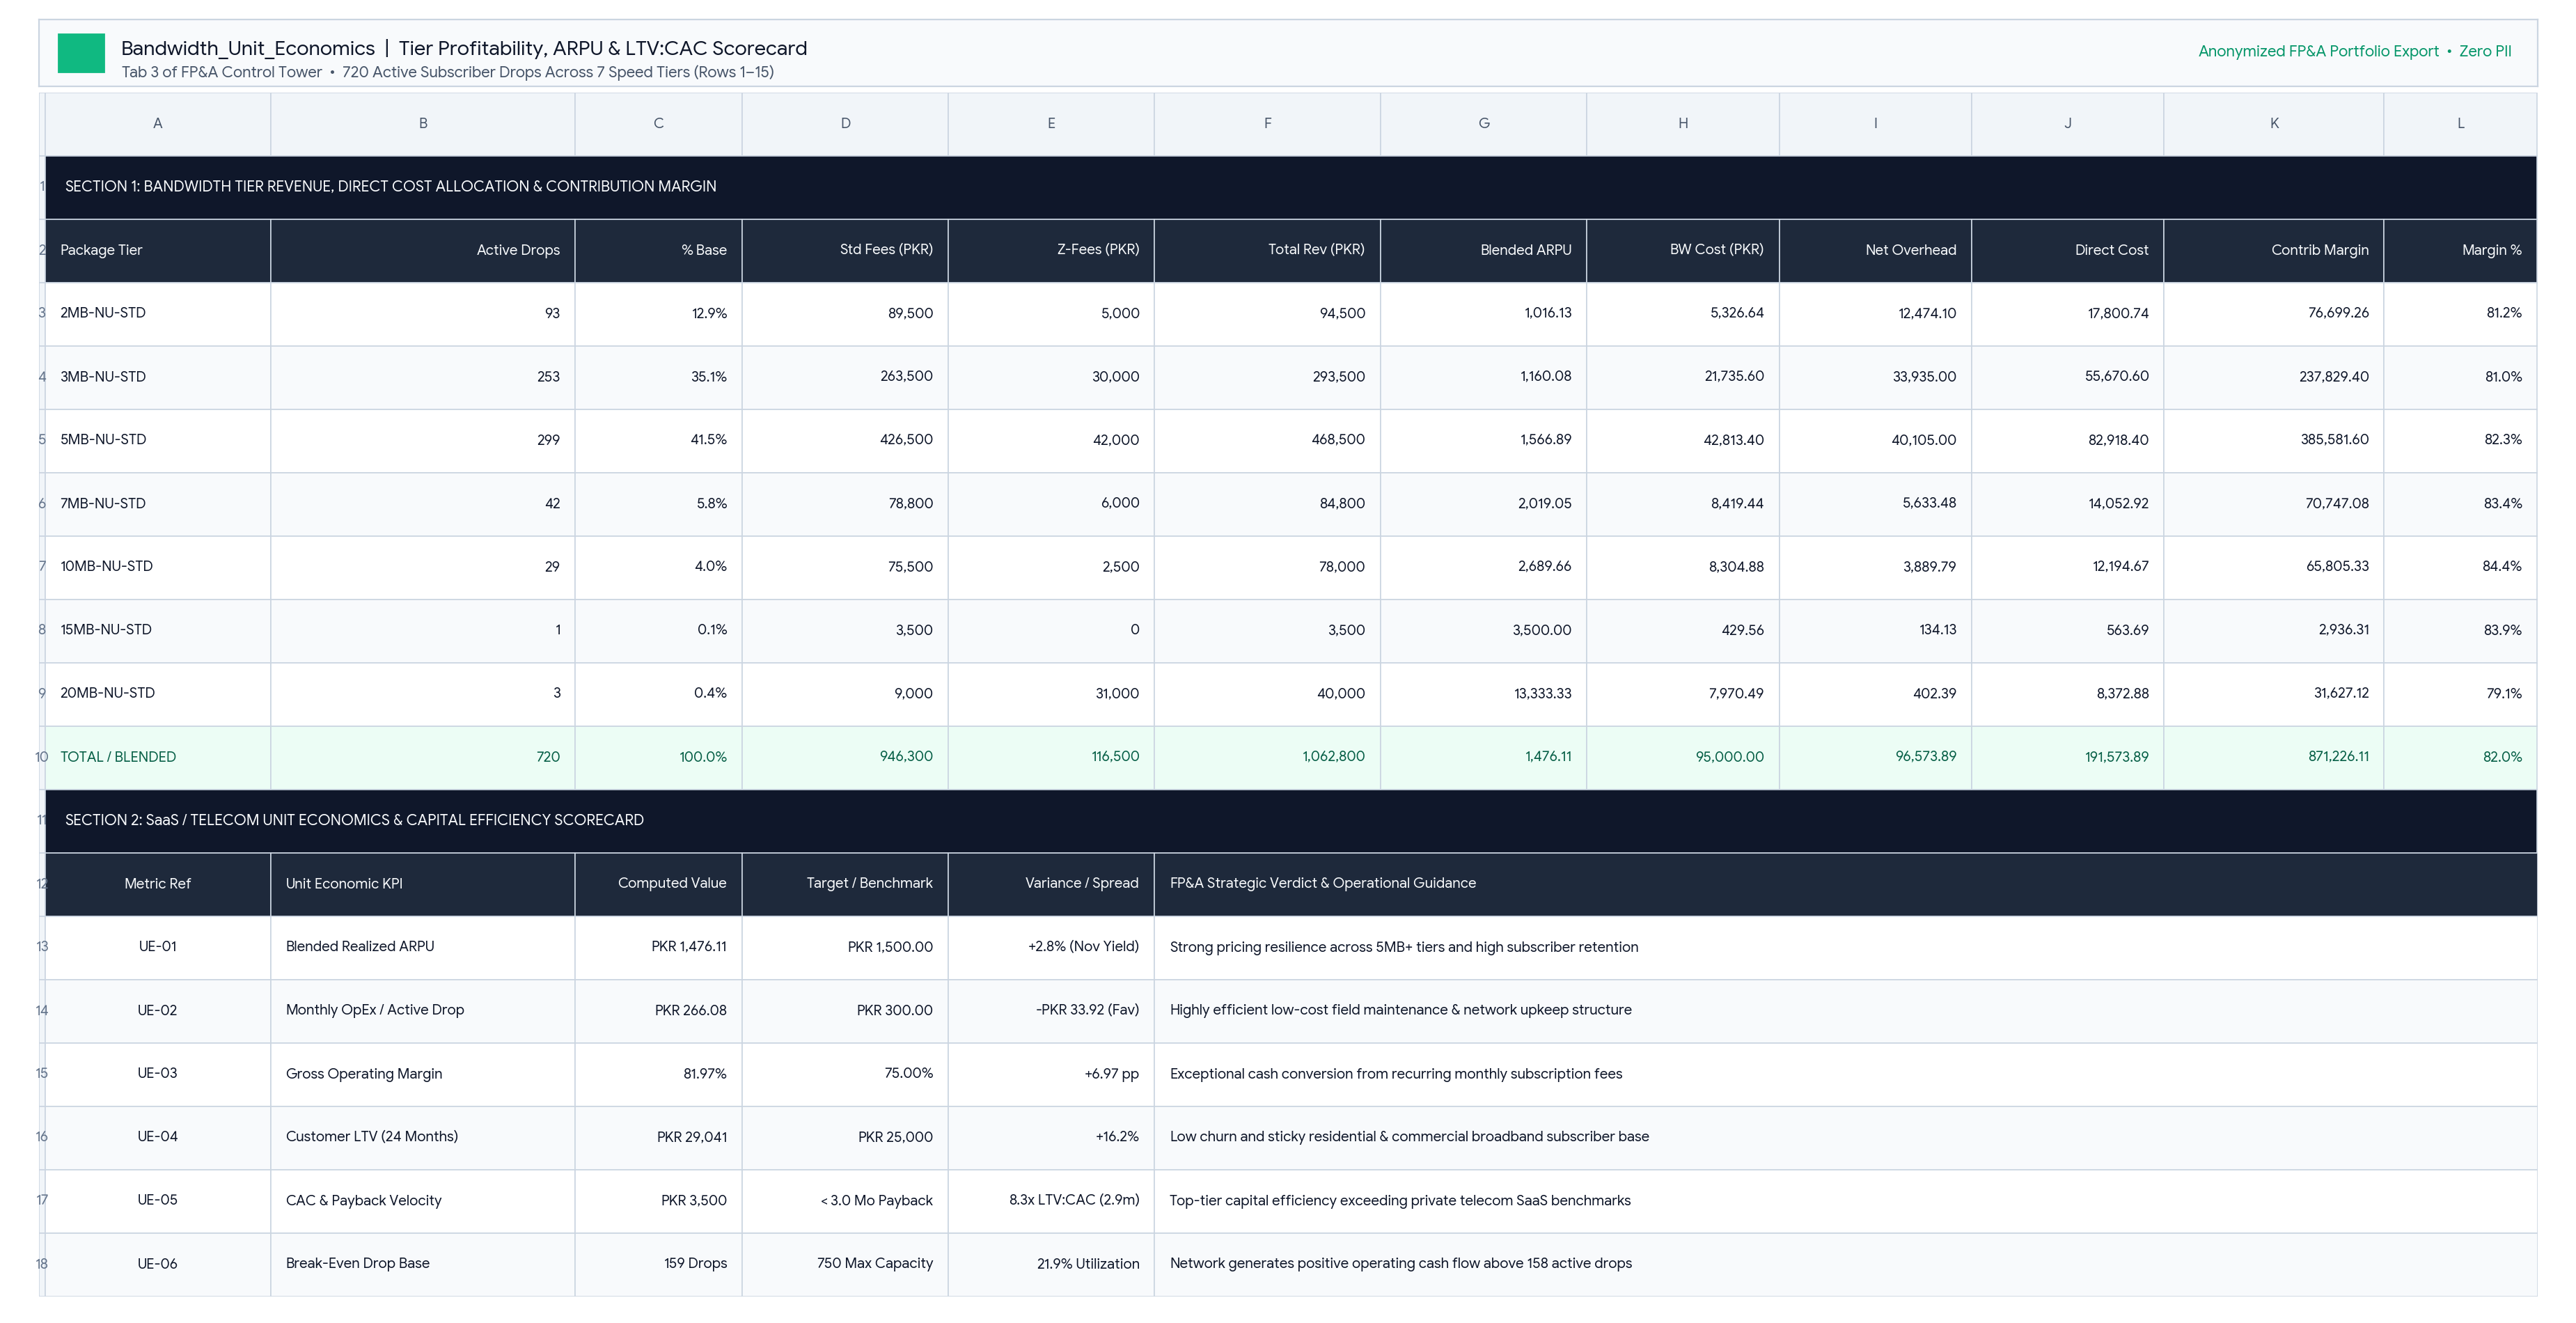 Bandwidth_Unit_Economics | Tier Profitability, ARPU & LTV:CAC Scorecard
Tab 3 of FP&A Control Tower • 720 Active Subscriber Drops Across 7 Speed Tiers (Rows 1–15)
Anonymized FP&A Portfolio Export • Zero PII
A B C D E F G H I J K L
1 SECTION 1: BANDWIDTH TIER REVENUE, DIRECT COST ALLOCATION & CONTRIBUTION MARGIN
2 Package Tier Active Drops % Base Std Fees (PKR) Z-Fees (PKR) Total Rev (PKR) Blended ARPU BW Cost (PKR) Net Overhead Direct Cost Contrib Margin Margin %
3 2MB-NU-STD 93 12.9% 89,500 5,000 94,500 1,016.13 5,326.64 12,474.10 17,800.74 76,699.26 81.2%
4 3MB-NU-STD 253 35.1% 263,500 30,000 293,500 1,160.08 21,735.60 33,935.00 55,670.60 237,829.40 81.0%
5 5MB-NU-STD 299 41.5% 426,500 42,000 468,500 1,566.89 42,813.40 40,105.00 82,918.40 385,581.60 82.3%
6 7MB-NU-STD 42 5.8% 78,800 6,000 84,800 2,019.05 8,419.44 5,633.48 14,052.92 70,747.08 83.4%
7 10MB-NU-STD 29 4.0% 75,500 2,500 78,000 2,689.66 8,304.88 3,889.79 12,194.67 65,805.33 84.4%
8 15MB-NU-STD 1 0.1% 3,500 0 3,500 3,500.00 429.56 134.13 563.69 2,936.31 83.9%
9 20MB-NU-STD 3 0.4% 9,000 31,000 40,000 13,333.33 7,970.49 402.39 8,372.88 31,627.12 79.1%
10 TOTAL / BLENDED 720 100.0% 946,300 116,500 1,062,800 1,476.11 95,000.00 96,573.89 191,573.89 871,226.11 82.0%
11 SECTION 2: SaaS / TELECOM UNIT ECONOMICS & CAPITAL EFFICIENCY SCORECARD
12 Metric Ref Unit Economic KPI Computed Value Target / Benchmark Variance / Spread FP&A Strategic Verdict & Operational Guidance
13 UE-01 Blended Realized ARPU PKR 1,476.11 PKR 1,500.00 +2.8% (Nov Yield) Strong pricing resilience across 5MB+ tiers and high subscriber retention
14 UE-02 Monthly OpEx / Active Drop PKR 266.08 PKR 300.00 -PKR 33.92 (Fav) Highly efficient low-cost field maintenance & network upkeep structure
15 UE-03 Gross Operating Margin 81.97% 75.00% +6.97 pp Exceptional cash conversion from recurring monthly subscription fees
16 UE-04 Customer LTV (24 Months) PKR 29,041 PKR 25,000 +16.2% Low churn and sticky residential & commercial broadband subscriber base
17 UE-05 CAC & Payback Velocity PKR 3,500 < 3.0 Mo Payback 8.3x LTV:CAC (2.9m) Top-tier capital efficiency exceeding private telecom SaaS benchmarks
18 UE-06 Break-Even Drop Base 159 Drops 750 Max Capacity 21.9% Utilization Network generates positive operating cash flow above 158 active drops